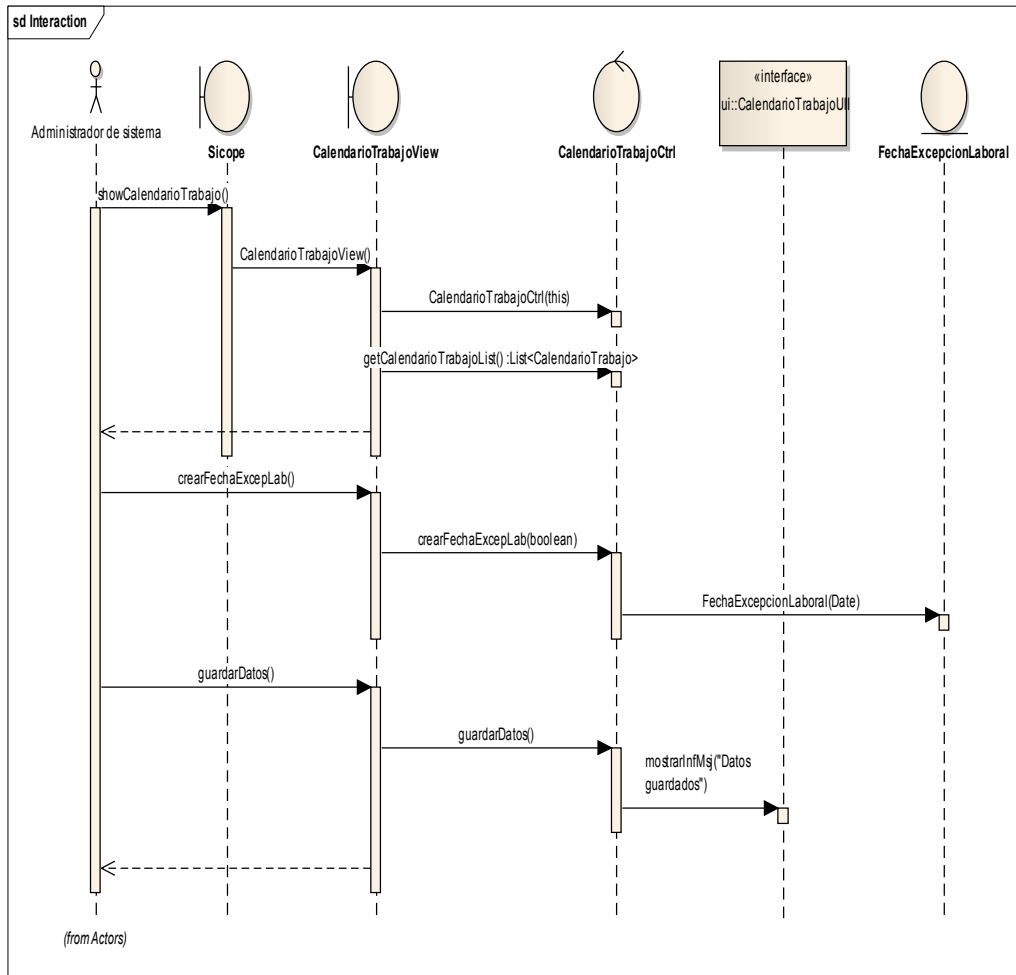 sd Interaction
«interface»
ui::CalendarioTrabajoUII
Administrador de sistema
Sicope
CalendarioTrabajoView
CalendarioTrabajoCtrl
FechaExcepcionLaboral
showCalendarioTrabajo()
CalendarioTrabajoView()
CalendarioTrabajoCtrl(this)
getCalendarioTrabajoList() :List<CalendarioTrabajo>
crearFechaExcepLab()
crearFechaExcepLab(boolean)
FechaExcepcionLaboral(Date)
guardarDatos()
guardarDatos()
mostrarInfMsj("Datos
guardados")
(from Actors)